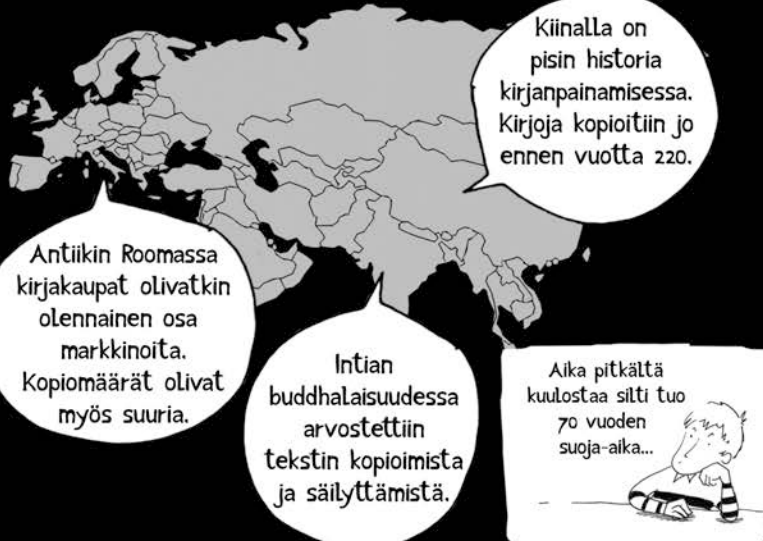 Kiinalla on
pisin historia
kirjanpainamisessa.
Kirjoja kopioitiin jo
ennen vuotta 220.
Antiikin Roomassa
kirjakaupat olivatkin
olennainen osa
markkinoita.
Kopiomäärät olivat
myös suuria.
Intian
buddhalaisuudessa
arvostettiin
tekstin kopioimista
ja säilyttämistä.
Aika pitkältä
kuulostaa silti tuo
70 vuoden
suoja-aika...